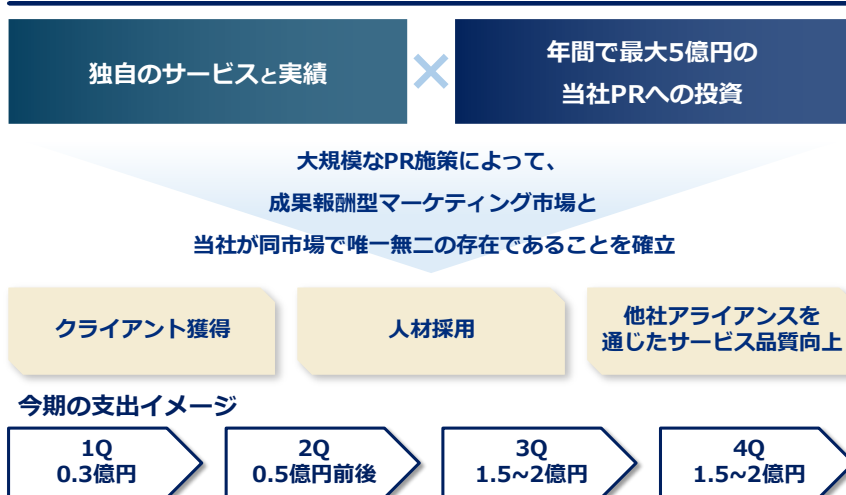 独自のサービスと実績
×
年間で最大5億円の
当社PRへの投資
大規模なPR施策によって、
成果報酬型マーケティング市場と
当社が同市場で唯一無二の存在であることを確立
クライアント獲得
人材採用
他社アライアンスを
通じたサービス品質向上
今期の支出イメージ
1Q
0.3億円
2Q
0.5億円前後
3Q
1.5~2億円
4Q
1.5~2億円